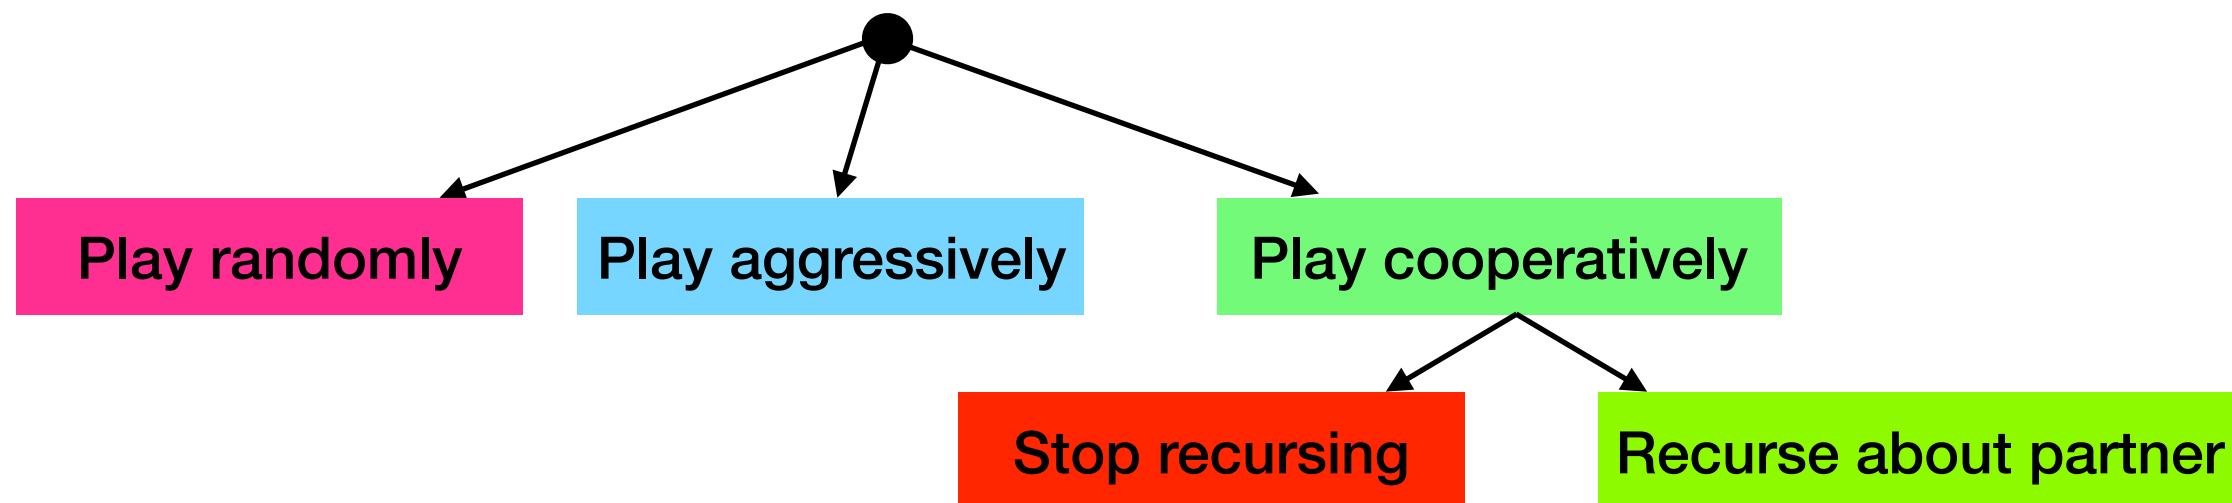 Play randomly
Play aggressively
Play cooperatively
Stop recursing
Recurse about partner